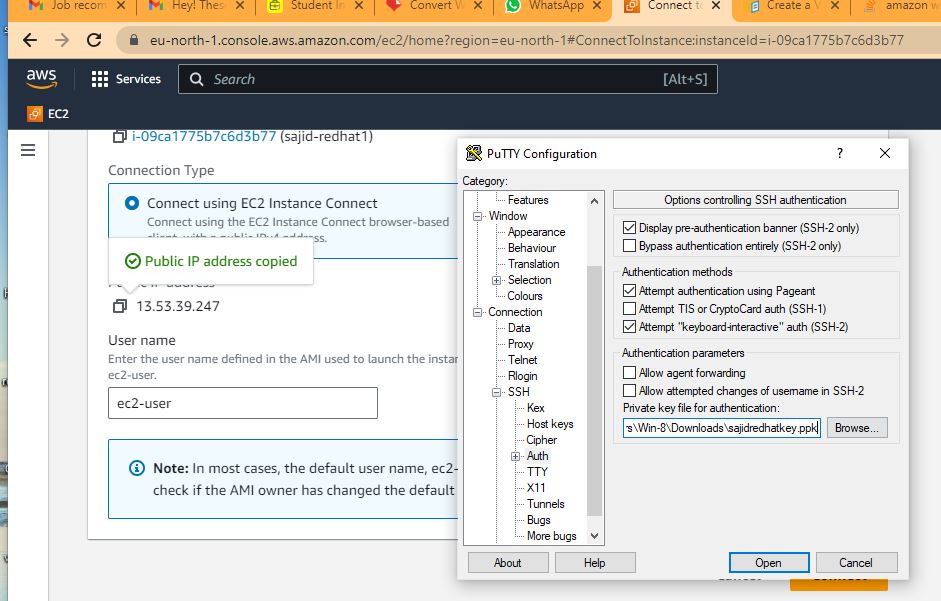 Job recom
Hey! Thes
Student In
Convert W
WhatsApp
Connect to
Create a V
amazon w
eu-north-1.console.aws.amazon.com/ec2/home?region=eu-north-1#ConnectToInstance:instanceId=i-09ca1775b7c6d3b77
aws
Services
Search
[Alt+S]
EC2
i-09ca1775b7c6d3b77 (sajid-redhat1)
Connection Type
Connect using EC2 Instance Connect
Connect using the EC2 Instance Connect browser-based
client, with a public IPv4 address.
Public IP address copied
Public IP address
13.53.39.247
User name
Enter the user name defined in the AMI used to launch the instan
ec2-user.
ec2-user
Note: In most cases, the default user name, ec2-
check if the AMI owner has changed the default
PuTTY Configuration
?
Category:
Features
Window
Appearance
Behaviour
Translation
Selection
Colours
Connection
Data
Proxy
Telnet
Rlogin
SSH
Kex
Host keys
Cipher
Auth
TTY
X11
Tunnels
Bugs
More bugs
Options controlling SSH authentication
Display pre-authentication banner (SSH-2 only)
Bypass authentication entirely (SSH-2 only)
Authentication methods
Attempt authentication using Pageant
Attempt TIS or CryptoCard auth (SSH-1)
Attempt "keyboard-interactive" auth (SSH-2)
Authentication parameters
Allow agent forwarding
Allow attempted changes of username in SSH-2
Private key file for authentication:
s\Win-8\Downloads\sajidredhatkey.ppk
Browse...
About
Help
Open
Cancel